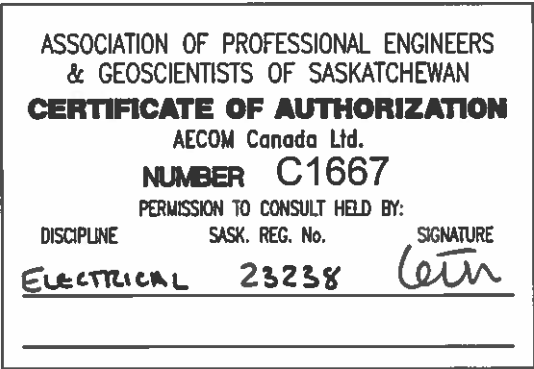 ASSOCIATION OF PROFESSIONAL ENGINEERS
& GEOSCIENTISTS OF SASKATCHEWAN
CERTIFICATE OF AUTHORIZATION
AECOM Canada Ltd.
NUMBER C1667
PERMISSION TO CONSULT HELD BY:
DISCIPLINE SASK. REG. No. SIGNATURE
ELECTRICAL 23238